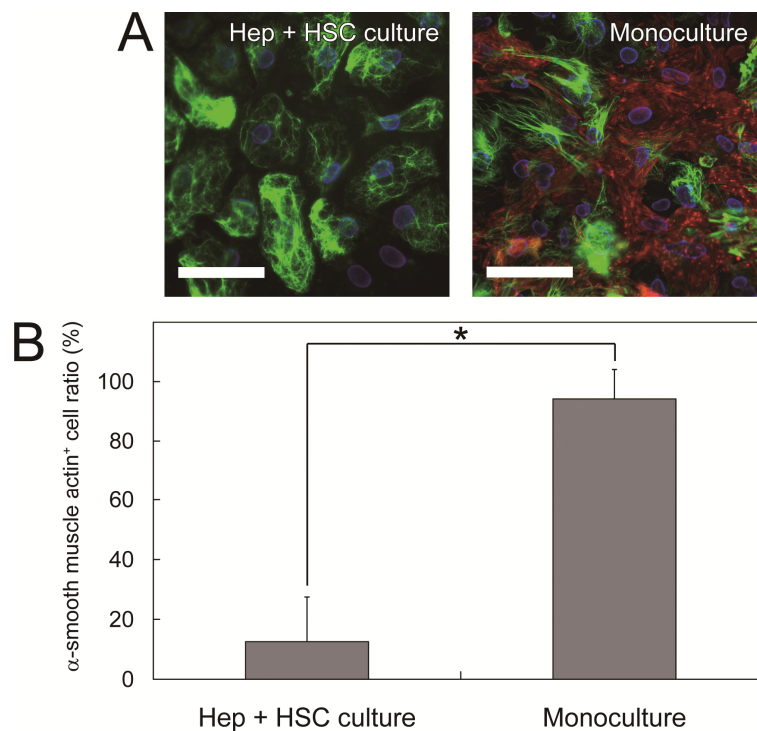 A
Hep + HSC culture
Monoculture
B
α-smooth muscle actin⁺ cell ratio (%)
*
100
80
60
40
20
0
Hep + HSC culture
Monoculture